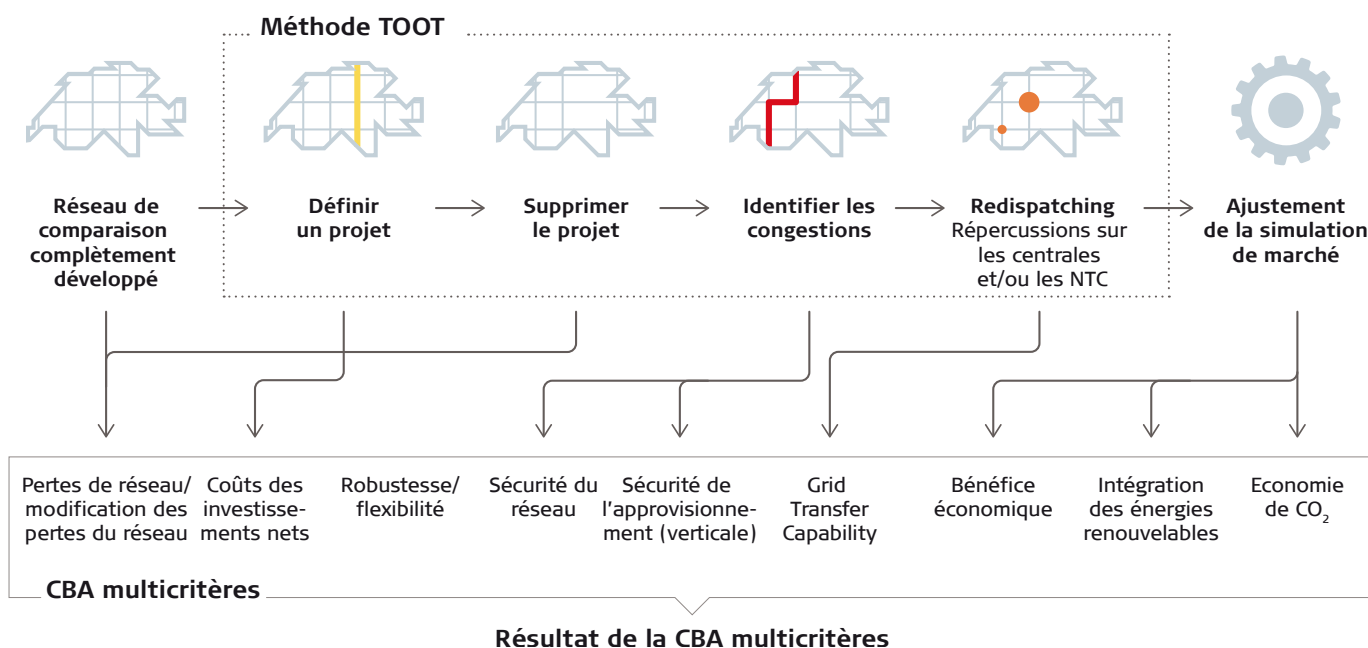 Méthode TOOT
Réseau de
comparaison
complètement
développé
Définir
un projet
Supprimer
le projet
Identifier les
congestions
Redispatching
Répercussions sur
les centrales
et/ou les NTC
Ajustement
de la simulation
de marché
Pertes de réseau/
modification des
pertes du réseau
Coûts des
investisse-
ments nets
Robustesse/
flexibilité
Sécurité du
réseau
Sécurité de
l'approvisionne-
ment (verticale)
Grid
Transfer
Capability
Bénéfice
économique
Intégration
des énergies
renouvelables
Economie
de CO₂
CBA multicritères
Résultat de la CBA multicritères